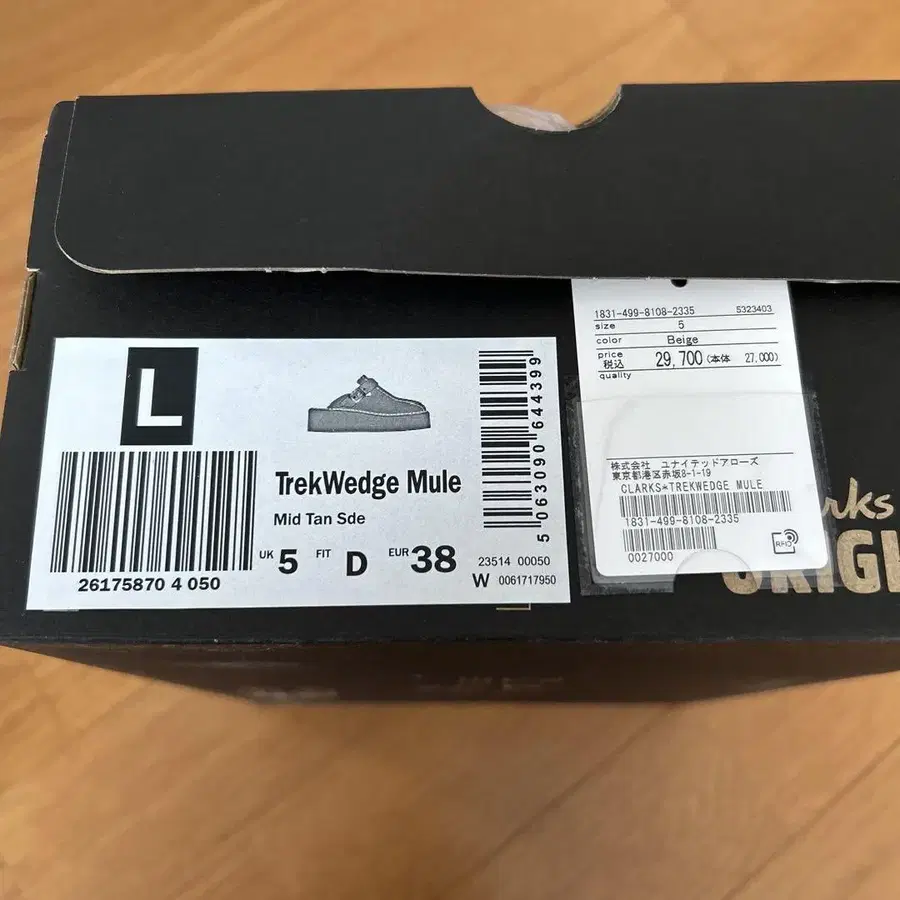 L
26175870 4 050
TrekWedge Mule
Mid Tan Sde
UK 5 FIT D EUR 38
5 063090 644399
23514 00050
W 0061717950
1831-499-8108-2335 5323403
size 5
color Beige
price 税込 29,700 (本体 27,000)
quality
株式会社 ユナイテッドアローズ
東京都港区赤坂8-1-19
CLARKS*TREKWEDGE MULE
1831-499-8108-2335
0027000
RFID